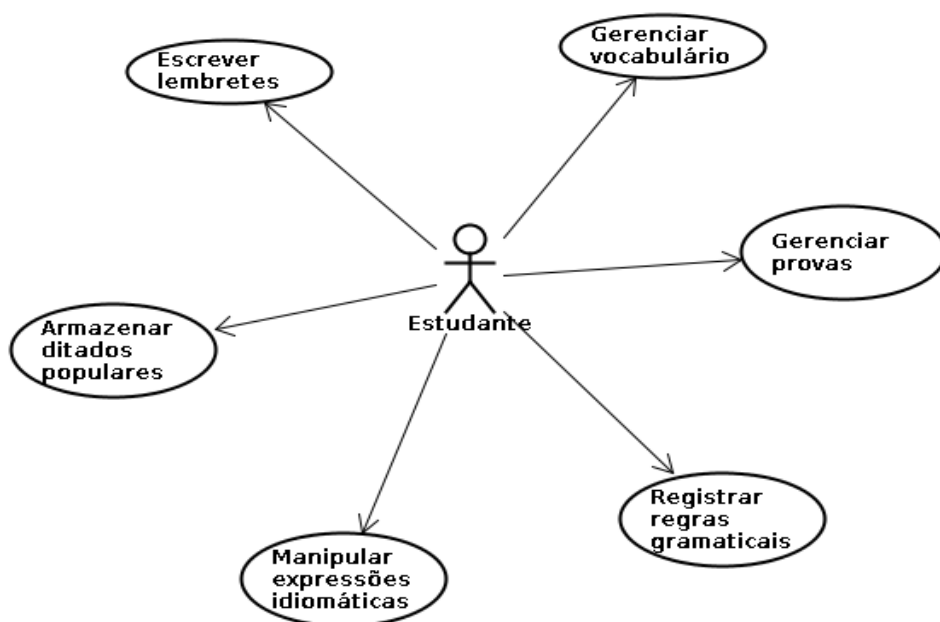 Escrever
lembretes
Gerenciar
vocabulário
Gerenciar
provas
Estudante
Armazenar
ditados
populares
Registrar
regras
gramaticais
Manipular
expressões
idiomáticas